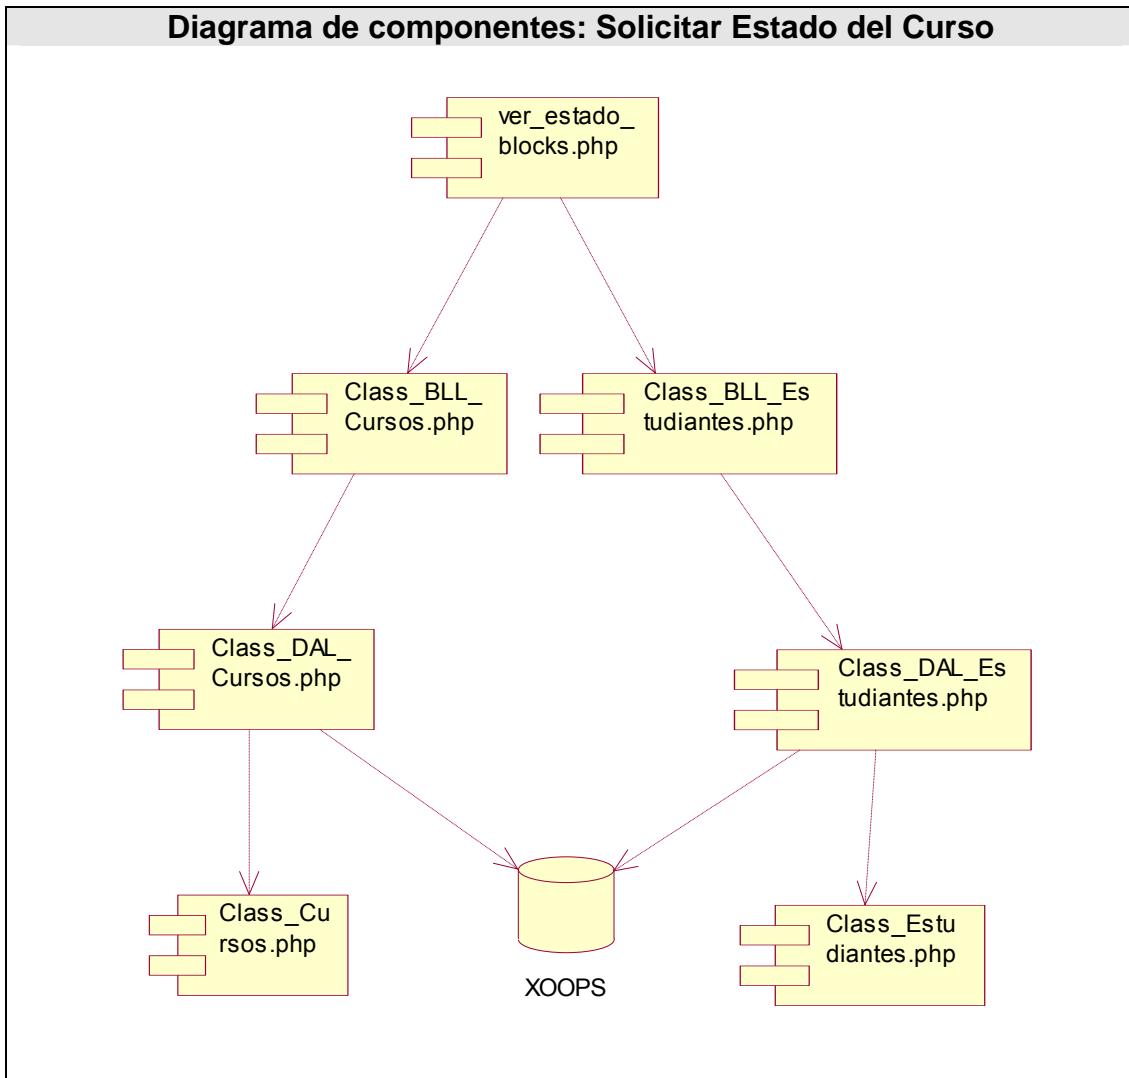 Diagrama de componentes: Solicitar Estado del Curso
ver_estado_
blocks.php
Class_BLL_
Cursos.php
Class_BLL_Es
tudiantes.php
Class_DAL_
Cursos.php
Class_DAL_Es
tudiantes.php
Class_Cu
rsos.php
XOOPS
Class_Estu
diantes.php